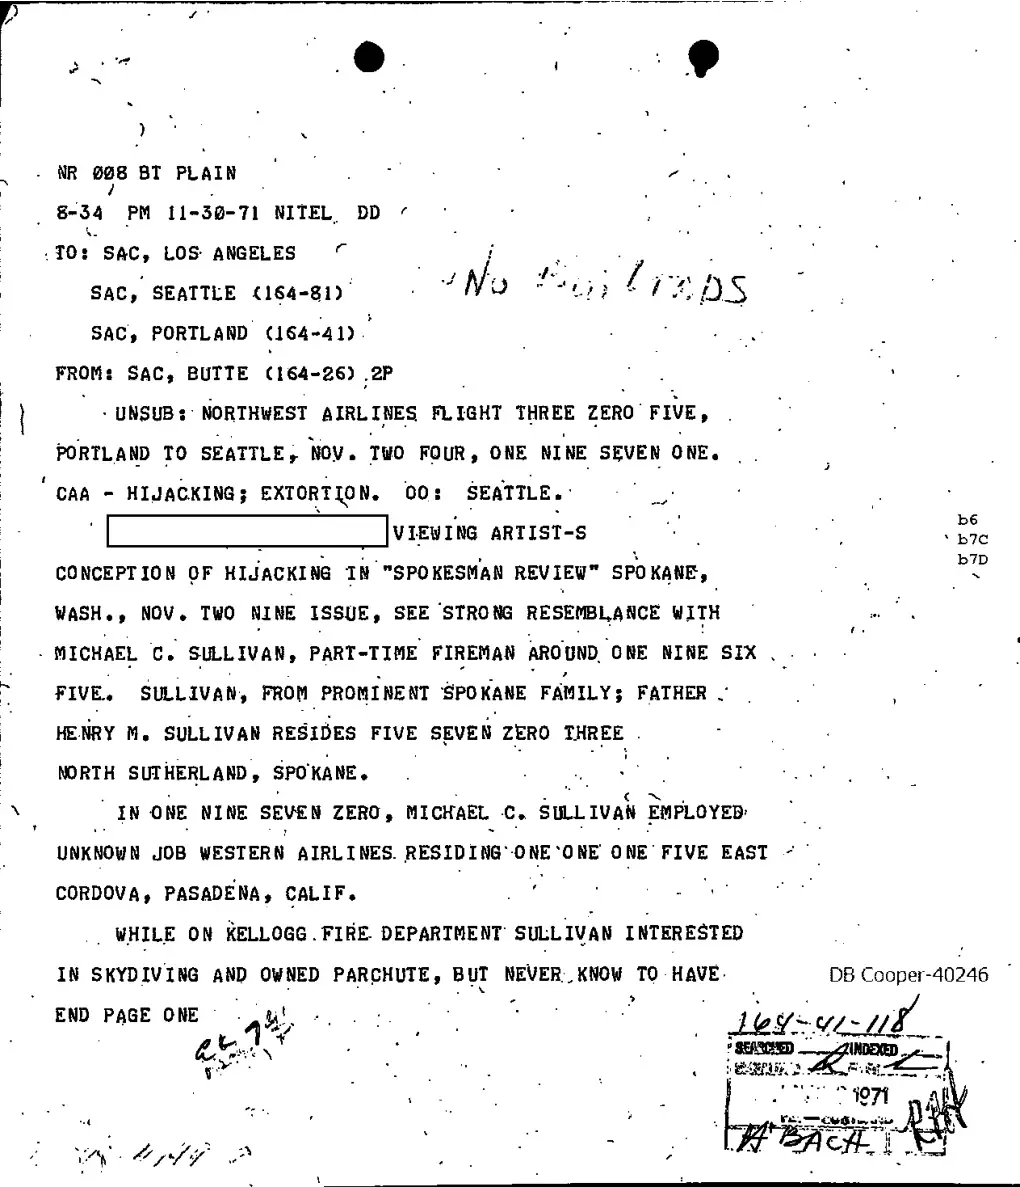 NR 008 BT PLAIN
8-34 PM 11-30-71 NITEL DD
TO: SAC, LOS ANGELES
SAC, SEATTLE (164-81)
No
SAC, PORTLAND (164-41)
FROM: SAC, BUTTE (164-26) 2P
UNSUB: NORTHWEST AIRLINES FLIGHT THREE ZERO FIVE,
PORTLAND TO SEATTLE, NOV. TWO FOUR, ONE NINE SEVEN ONE.
CAA - HIJACKING; EXTORTION. OO: SEATTLE.
VIEWING ARTIST-S
b6
b7C
b7D
CONCEPTION OF HIJACKING IN "SPOKESMAN REVIEW" SPOKANE,
WASH., NOV. TWO NINE ISSUE, SEE STRONG RESEMBLANCE WITH
MICHAEL C. SULLIVAN, PART-TIME FIREMAN AROUND ONE NINE SIX
FIVE. SULLIVAN, FROM PROMINENT SPOKANE FAMILY; FATHER
HENRY M. SULLIVAN RESIDES FIVE SEVEN ZERO THREE
NORTH SUTHERLAND, SPOKANE.
IN ONE NINE SEVEN ZERO, MICHAEL C. SULLIVAN EMPLOYED
UNKNOWN JOB WESTERN AIRLINES RESIDING ONE ONE ONE FIVE EAST
CORDOVA, PASADENA, CALIF.
WHILE ON KELLOGG FIRE DEPARTMENT SULLIVAN INTERESTED
IN SKYDIVING AND OWNED PARCHUTE, BUT NEVER KNOW TO HAVE
DB Cooper-40246
END PAGE ONE
164-41-118
SEARCHED INDEXED
1971
BACH